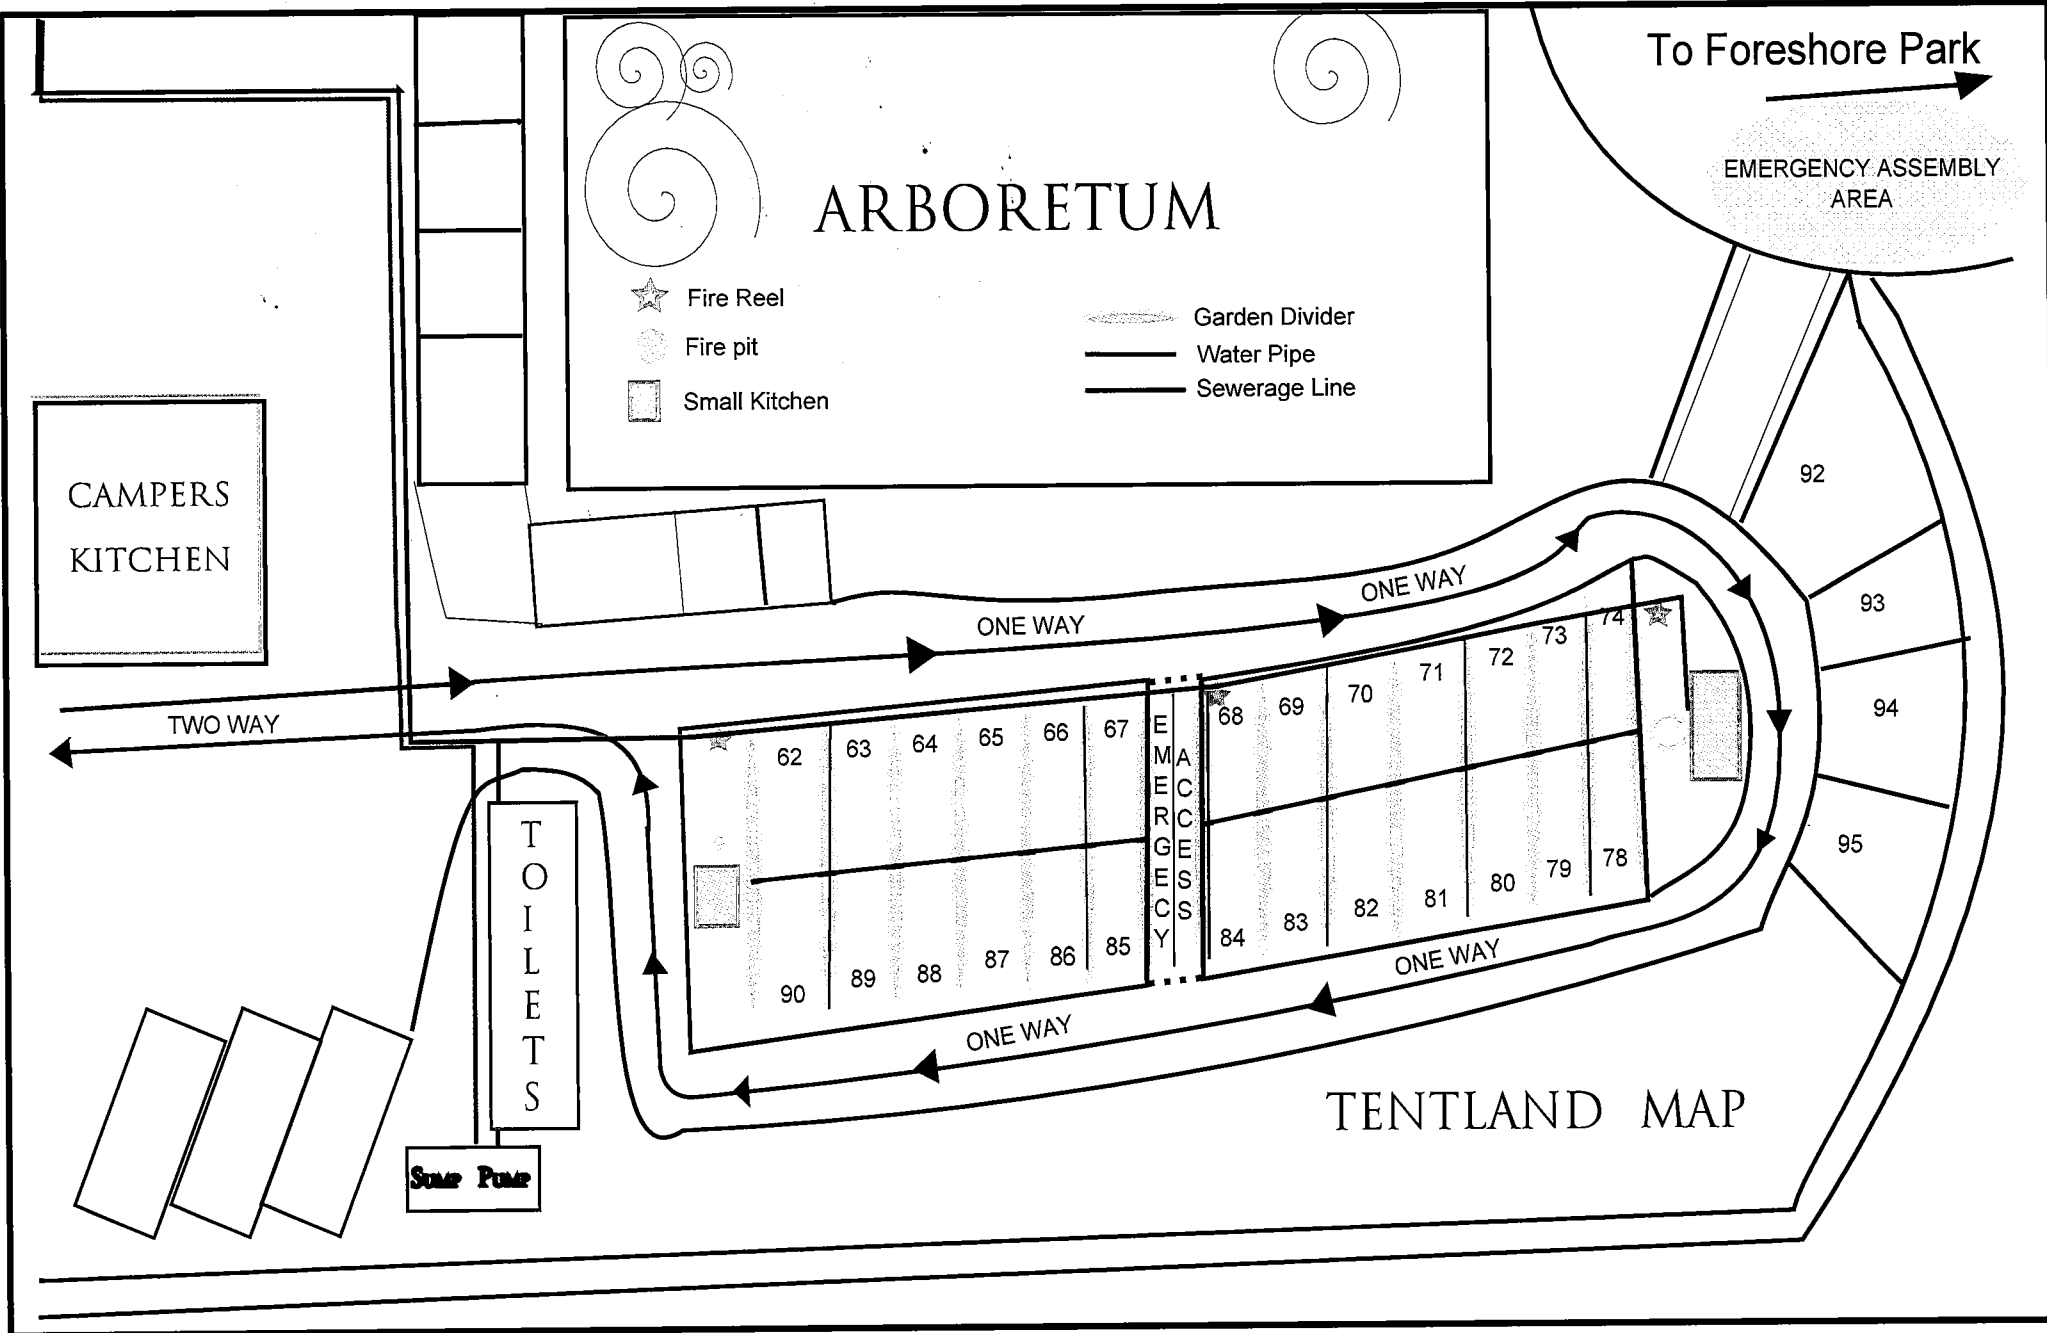 To Foreshore Park
EMERGENCY ASSEMBLY
AREA
ARBORETUM
Fire Reel
Fire pit
Small Kitchen
Garden Divider
Water Pipe
Sewerage Line
CAMPERS
KITCHEN
92
93
94
95
ONE WAY
ONE WAY
TWO WAY
62
63
64
65
66
67
68
69
70
71
72
73
74
EMERGECY
ACCESS
90
89
88
87
86
85
84
83
82
81
80
79
78
ONE WAY
ONE WAY
TOILETS
SUMP PUMP
TENTLAND MAP